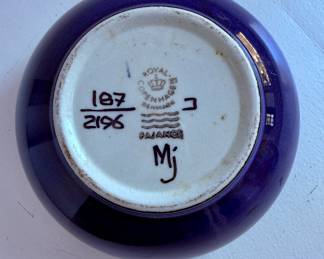 ROYAL
COPENHAGEN
DENMARK
187
2196
FAJANCE
Mj